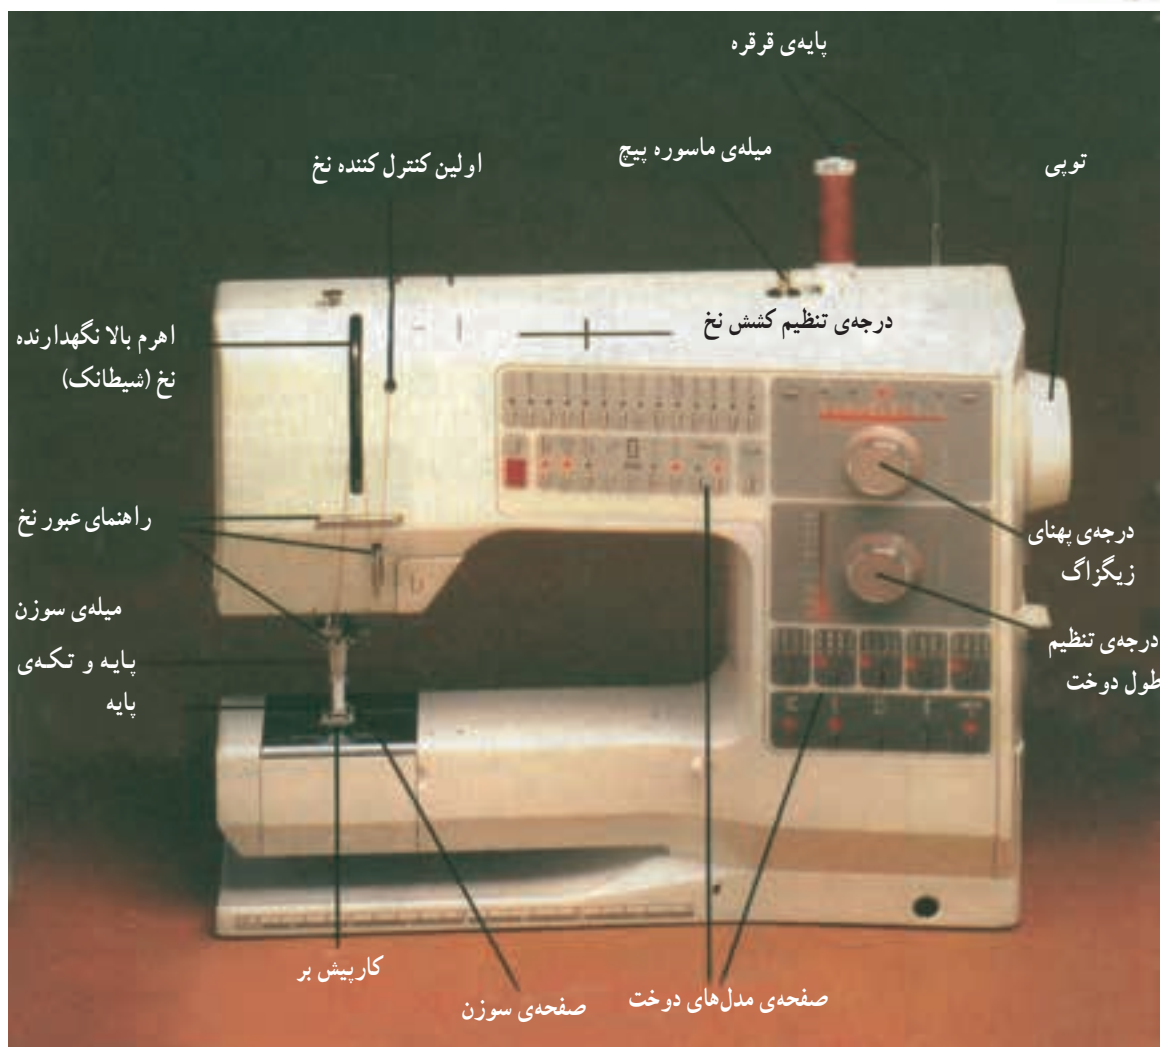 پایه‌ی قرقره
توپی
میله‌ی ماسوره پیچ
اولین کنترل کننده نخ
درجه‌ی تنظیم کشش نخ
اهرم بالا نگهدارنده
نخ (شیطانک)
راهنمای عبور نخ
درجه‌ی پهنای
زیگزاگ
میله‌ی سوزن
درجه‌ی تنظیم
طول دوخت
پایه و تکه‌ی
پایه
کارپیش بر
صفحه‌ی مدل‌های دوخت
صفحه‌ی سوزن